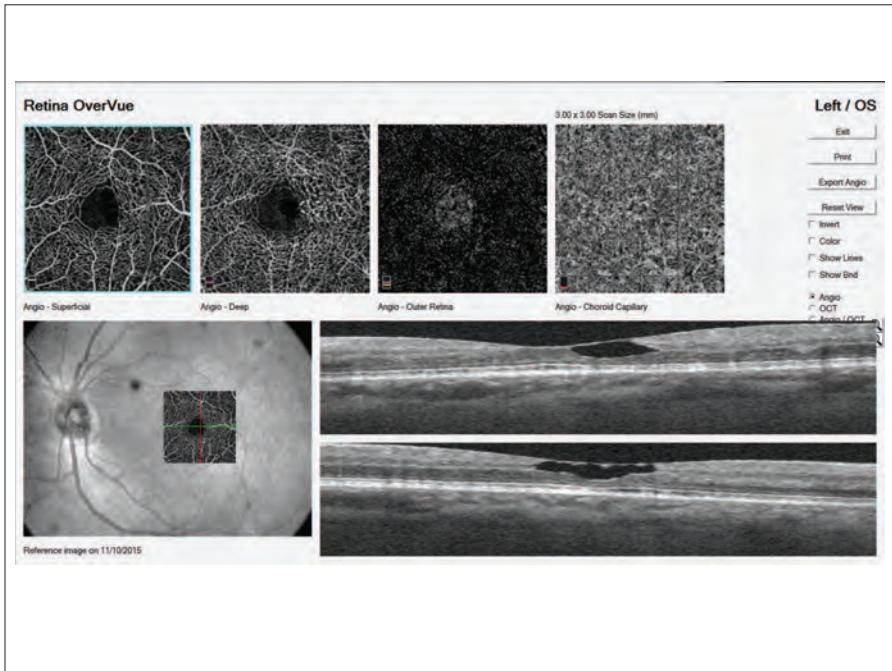 Retina OverVue
Left / OS
3.00 x 3.00 Scan Size (mm)
Exit
Print
Export Angio
Reset View
Invert
Color
Show Lines
Show Bnd
Angio
OCT
Angio / OCT
Angio - Superficial
Angio - Deep
Angio - Outer Retina
Angio - Choroid Capillary
Reference image on 11/10/2015